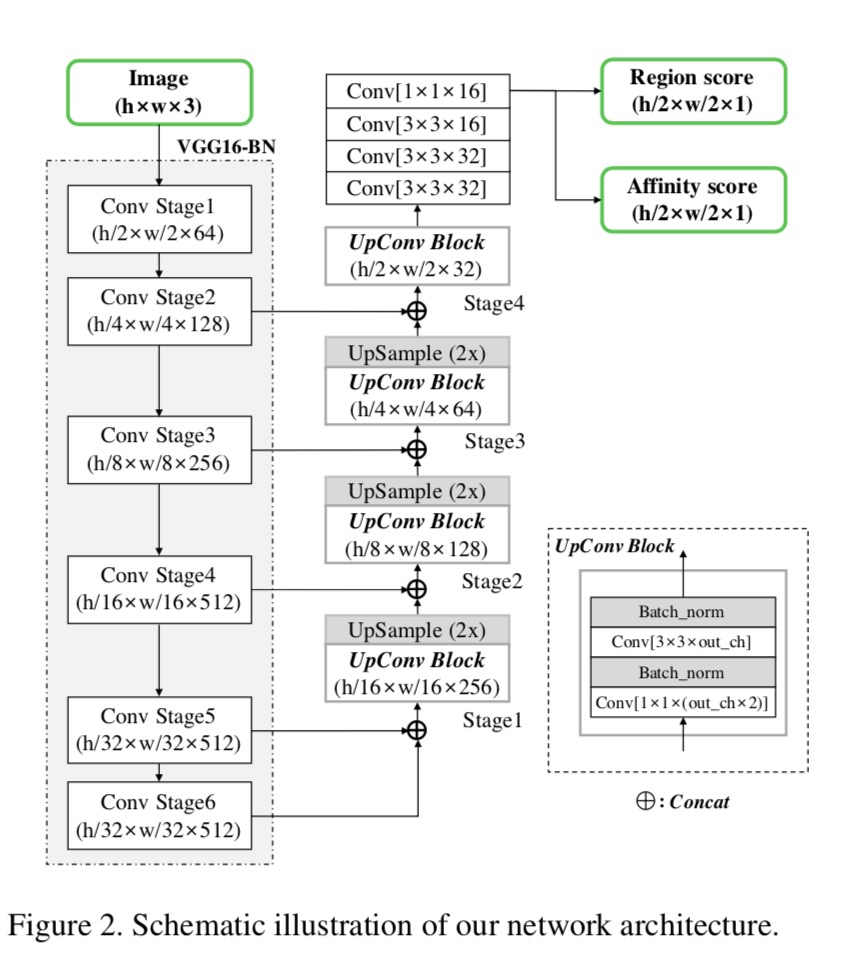 Image
(h×w×3)
VGG16-BN
Conv Stage1
(h/2×w/2×64)
Conv Stage2
(h/4×w/4×128)
Conv Stage3
(h/8×w/8×256)
Conv Stage4
(h/16×w/16×512)
Conv Stage5
(h/32×w/32×512)
Conv Stage6
(h/32×w/32×512)
Conv[1×1×16]
Conv[3×3×16]
Conv[3×3×32]
Conv[3×3×32]
UpConv Block
(h/2×w/2×32)
Stage4
UpSample (2x)
UpConv Block
(h/4×w/4×64)
Stage3
UpSample (2x)
UpConv Block
(h/8×w/8×128)
Stage2
UpSample (2x)
UpConv Block
(h/16×w/16×256)
Stage1
Region score
(h/2×w/2×1)
Affinity score
(h/2×w/2×1)
UpConv Block
Batch_norm
Conv[3×3×out_ch]
Batch_norm
Conv[1×1×(out_ch×2)]
⊕: Concat
Figure 2. Schematic illustration of our network architecture.